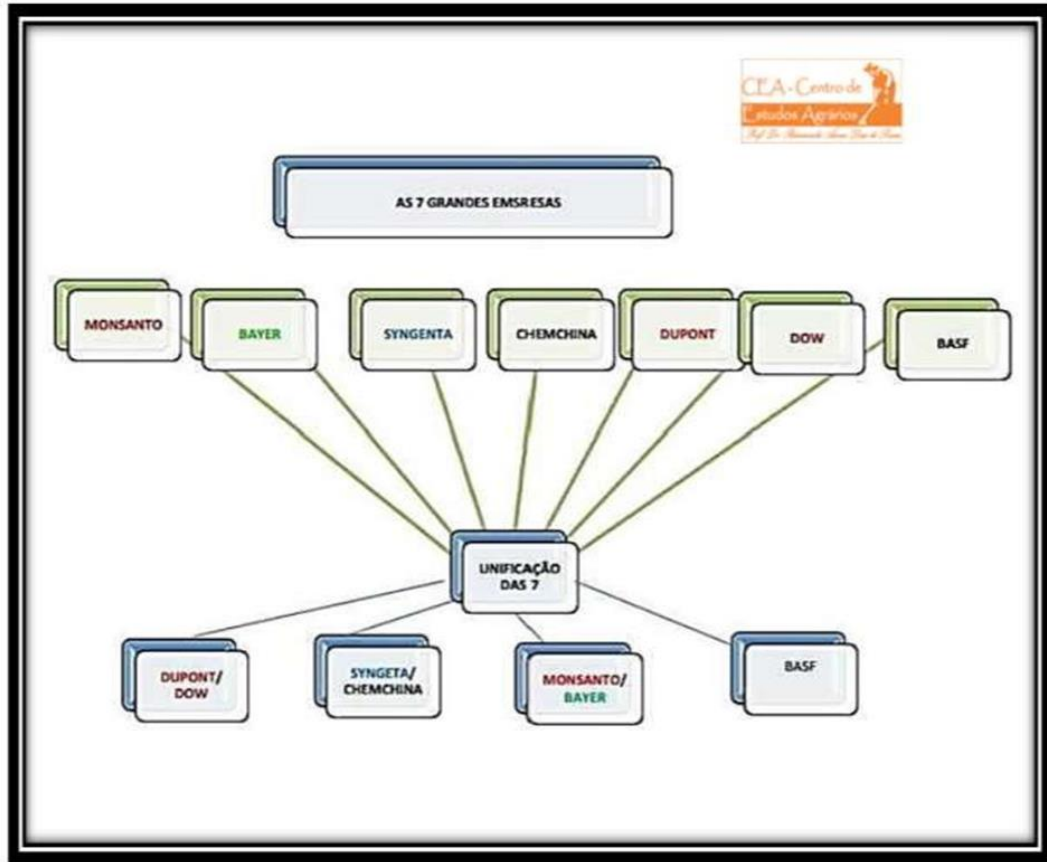 CEA - Centro de
Estudos Agrários
AS 7 GRANDES EMSRESAS
MONSANTO
BAYER
SYNGENTA
CHEMCHINA
DUPONT
DOW
BASF
UNIFICAÇÃO
DAS 7
DUPONT/
DOW
SYNGETA/
CHEMCHINA
MONSANTO/
BAYER
BASF